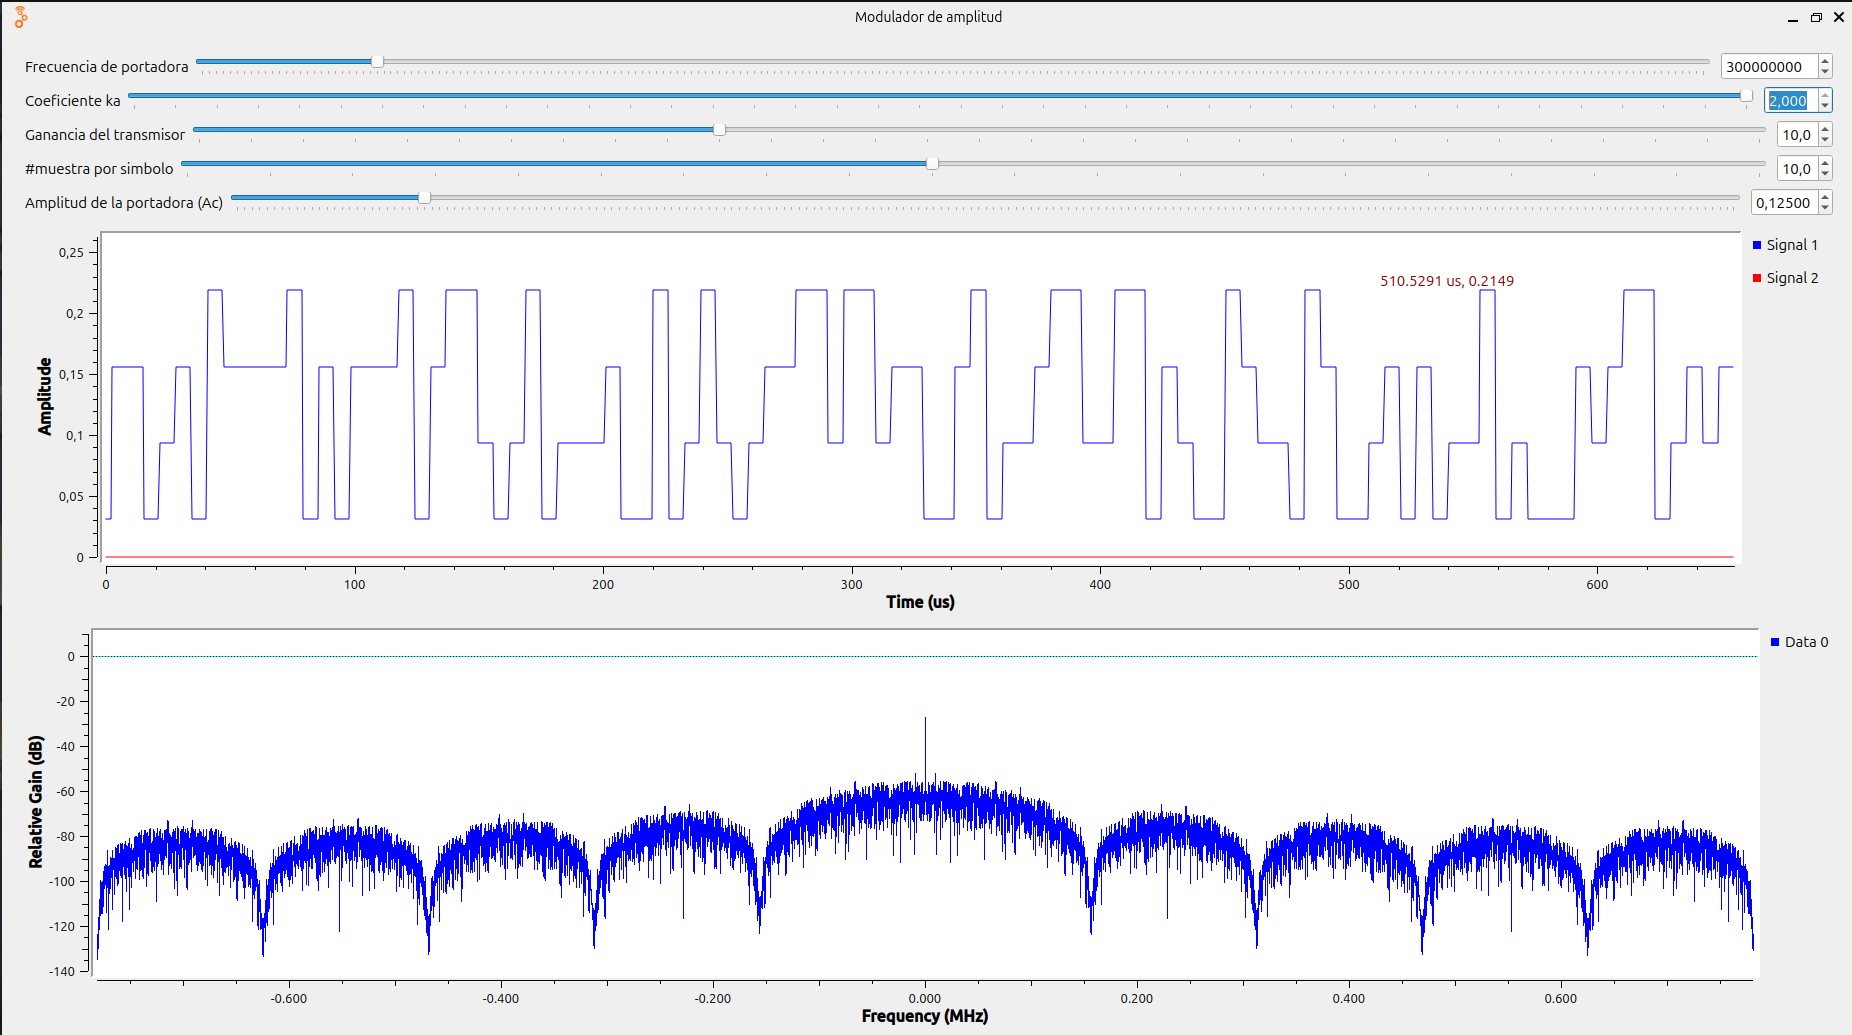 Modulador de amplitud
Frecuencia de portadora 300000000
Coeficiente ka 2,000
Ganancia del transmisor 10,0
#muestra por simbolo 10,0
Amplitud de la portadora (Ac) 0,12500
Signal 1
Signal 2
510.5291 us, 0.2149
Amplitude
0,25
0,2
0,15
0,1
0,05
0
0 100 200 300 400 500 600
Time (us)
Data 0
Relative Gain (dB)
0
-20
-40
-60
-80
-100
-120
-140
-0.600 -0.400 -0.200 0.000 0.200 0.400 0.600
Frequency (MHz)